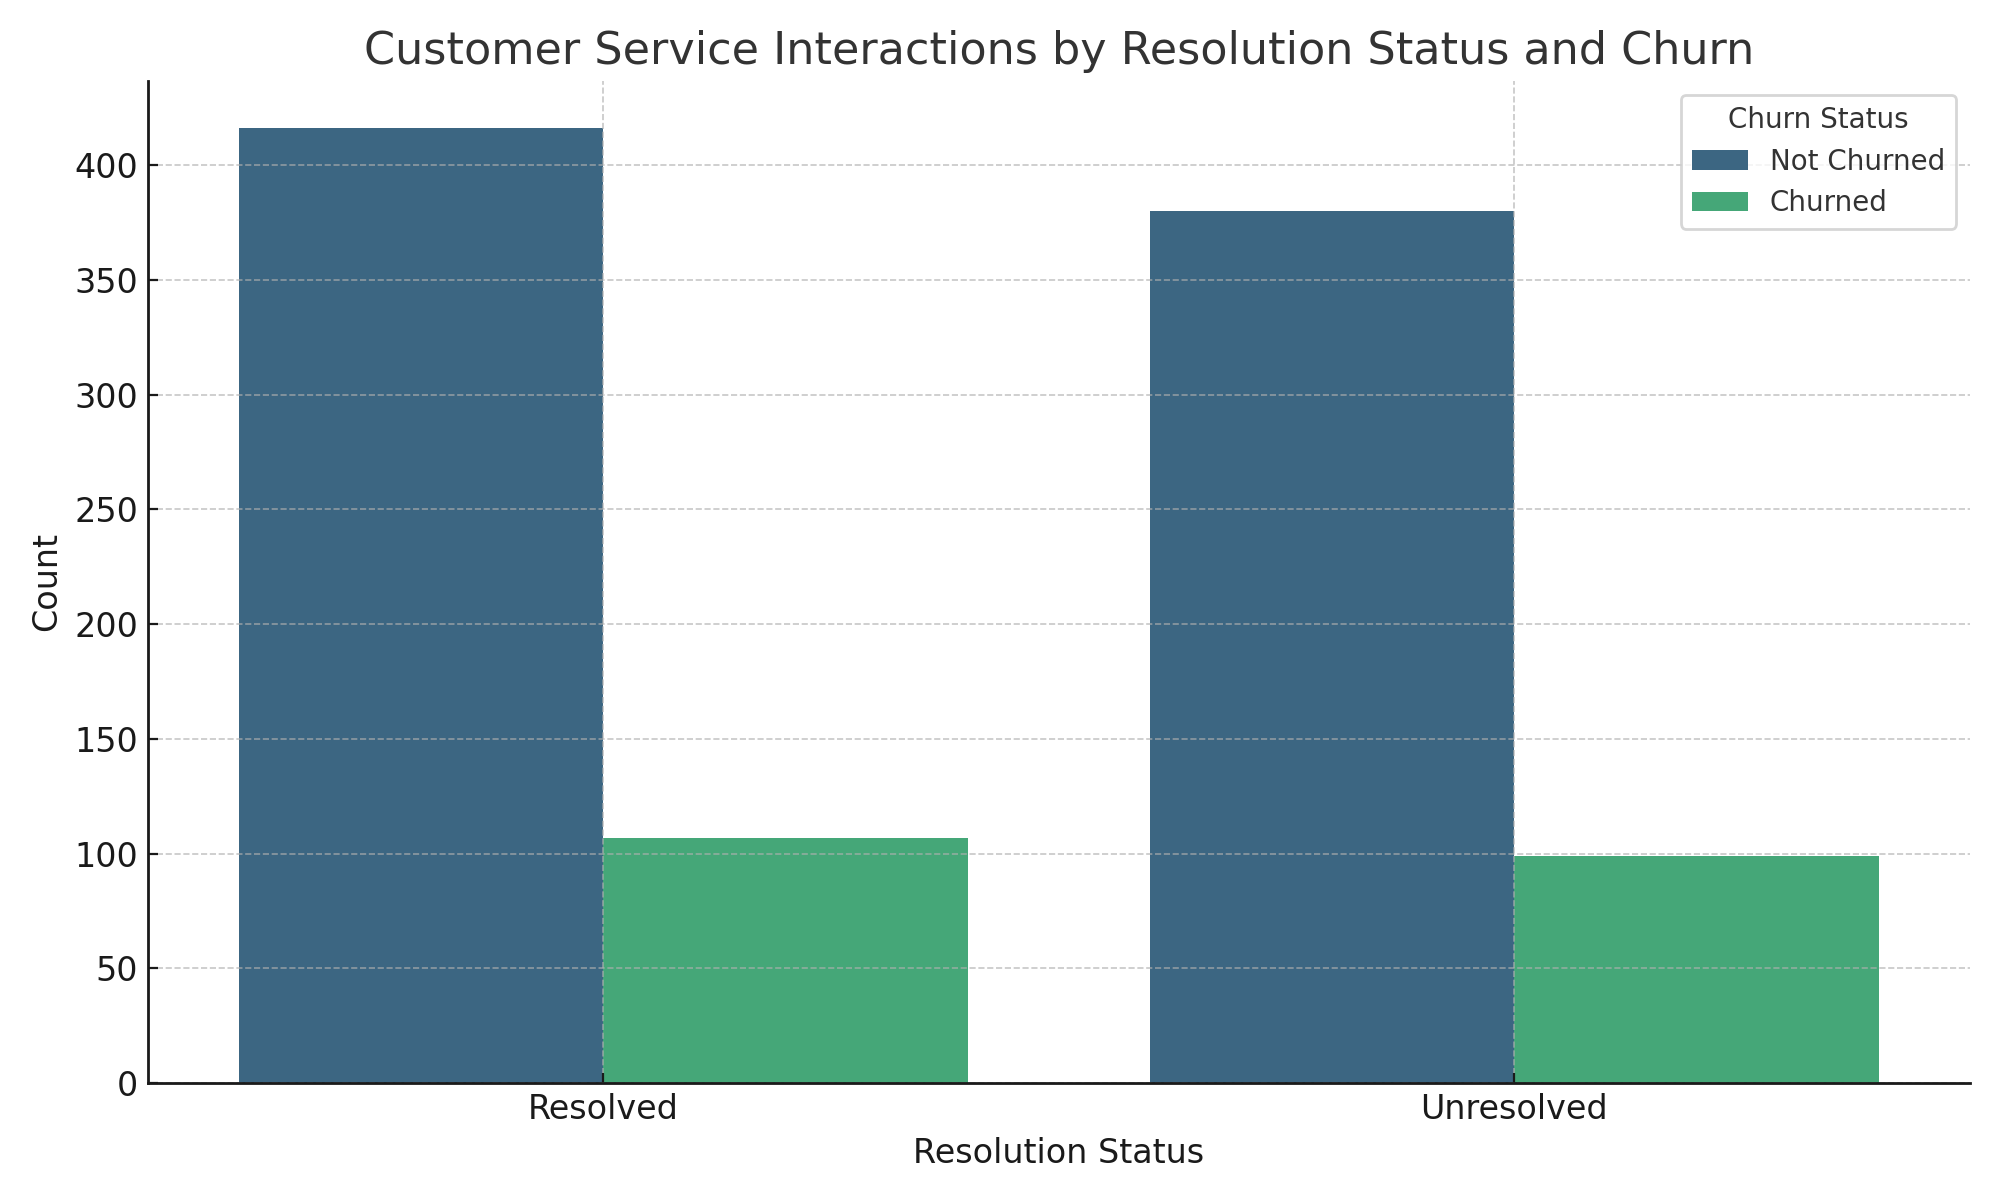 Customer Service Interactions by Resolution Status and Churn
Churn Status
Not Churned
Churned
400
350
300
250
200
150
100
50
0
Count
Resolved
Unresolved
Resolution Status